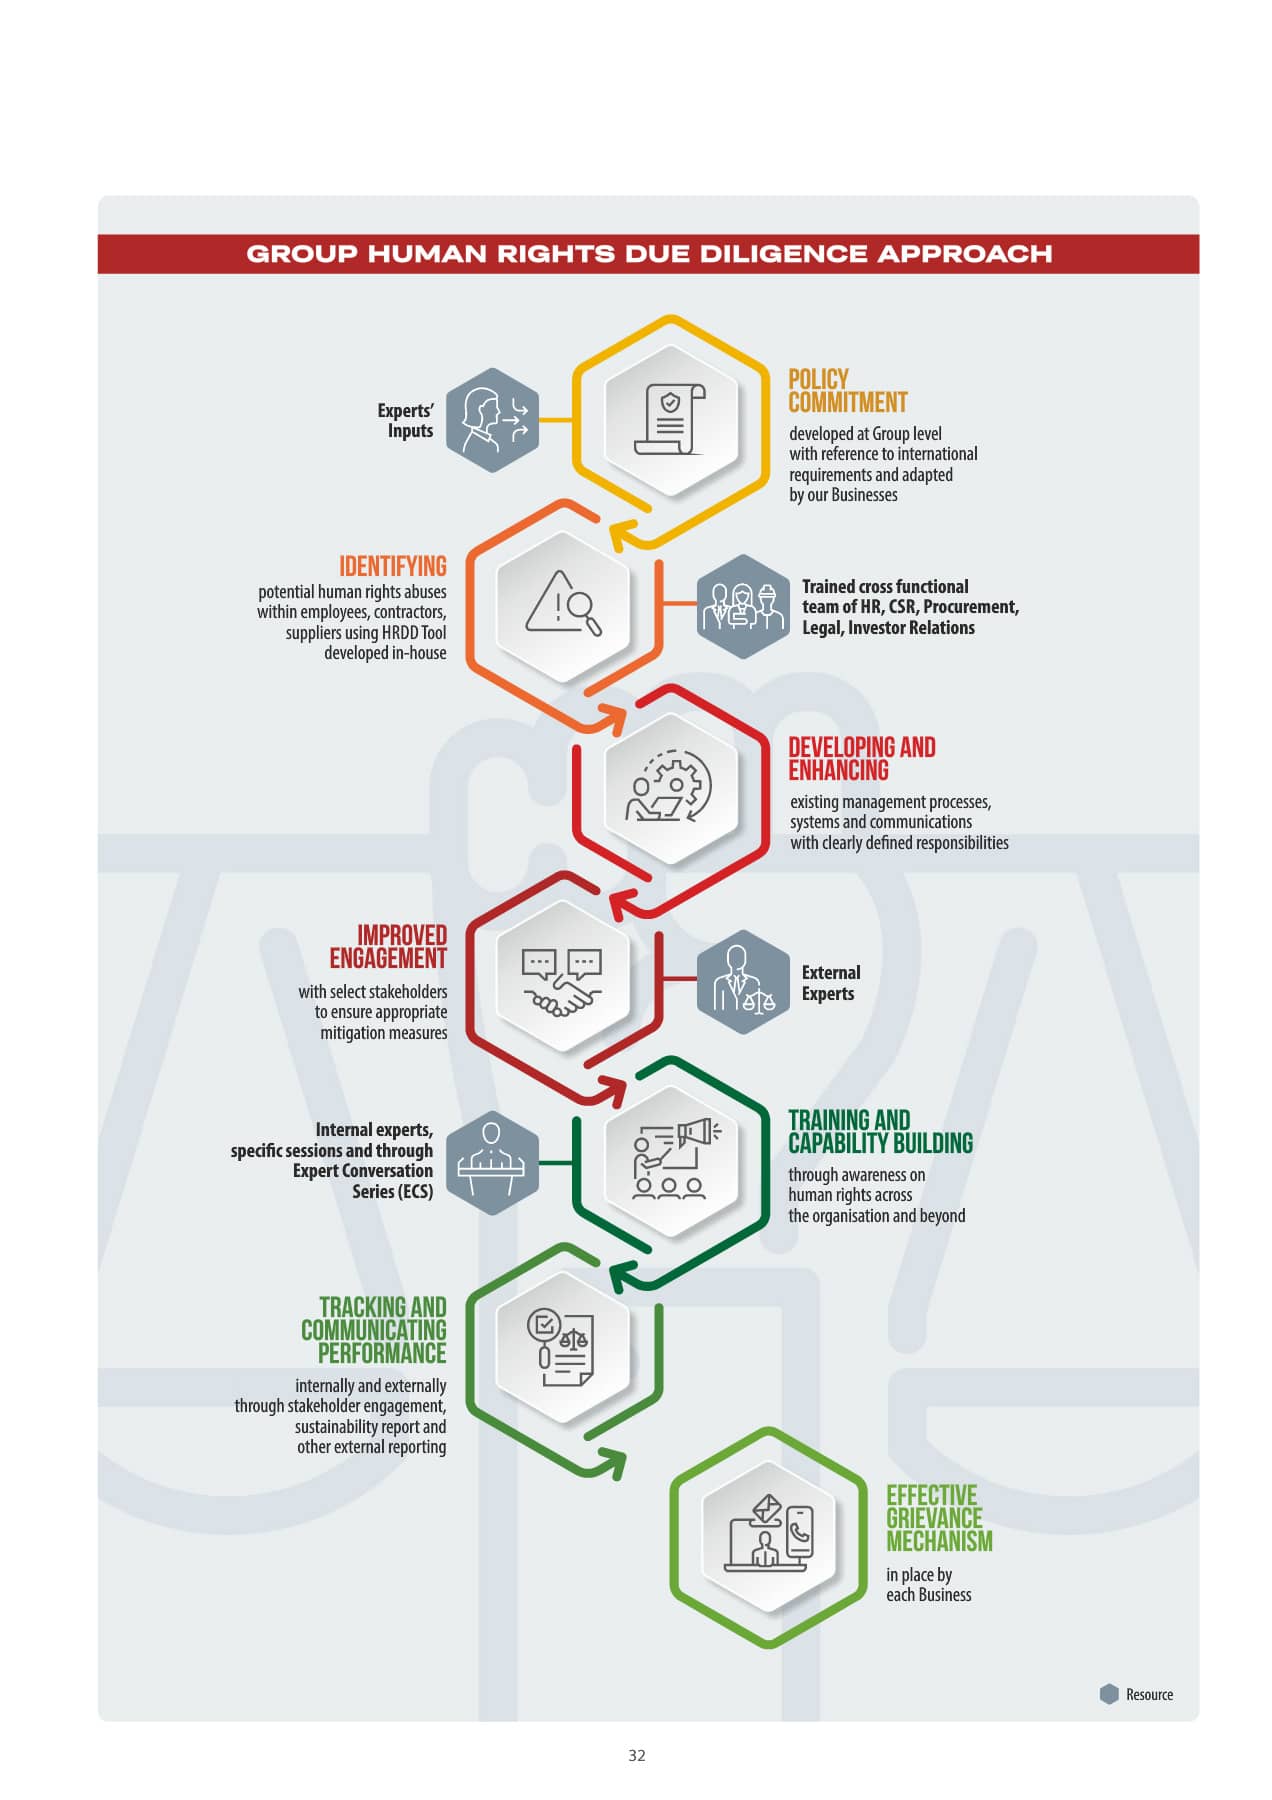 GROUP HUMAN RIGHTS DUE DILIGENCE APPROACH
Experts'
Inputs
POLICY
COMMITMENT
developed at Group level
with reference to international
requirements and adapted
by our Businesses
IDENTIFYING
potential human rights abuses
within employees, contractors,
suppliers using HRDD Tool
developed in-house
Trained cross functional
team of HR, CSR, Procurement,
Legal, Investor Relations
DEVELOPING AND
ENHANCING
existing management processes,
systems and communications
with clearly defined responsibilities
IMPROVED
ENGAGEMENT
with select stakeholders
to ensure appropriate
mitigation measures
External
Experts
Internal experts,
specific sessions and through
Expert Conversation
Series (ECS)
TRAINING AND
CAPABILITY BUILDING
through awareness on
human rights across
the organisation and beyond
TRACKING AND
COMMUNICATING
PERFORMANCE
internally and externally
through stakeholder engagement,
sustainability report and
other external reporting
EFFECTIVE
GRIEVANCE
MECHANISM
in place by
each Business
Resource
32